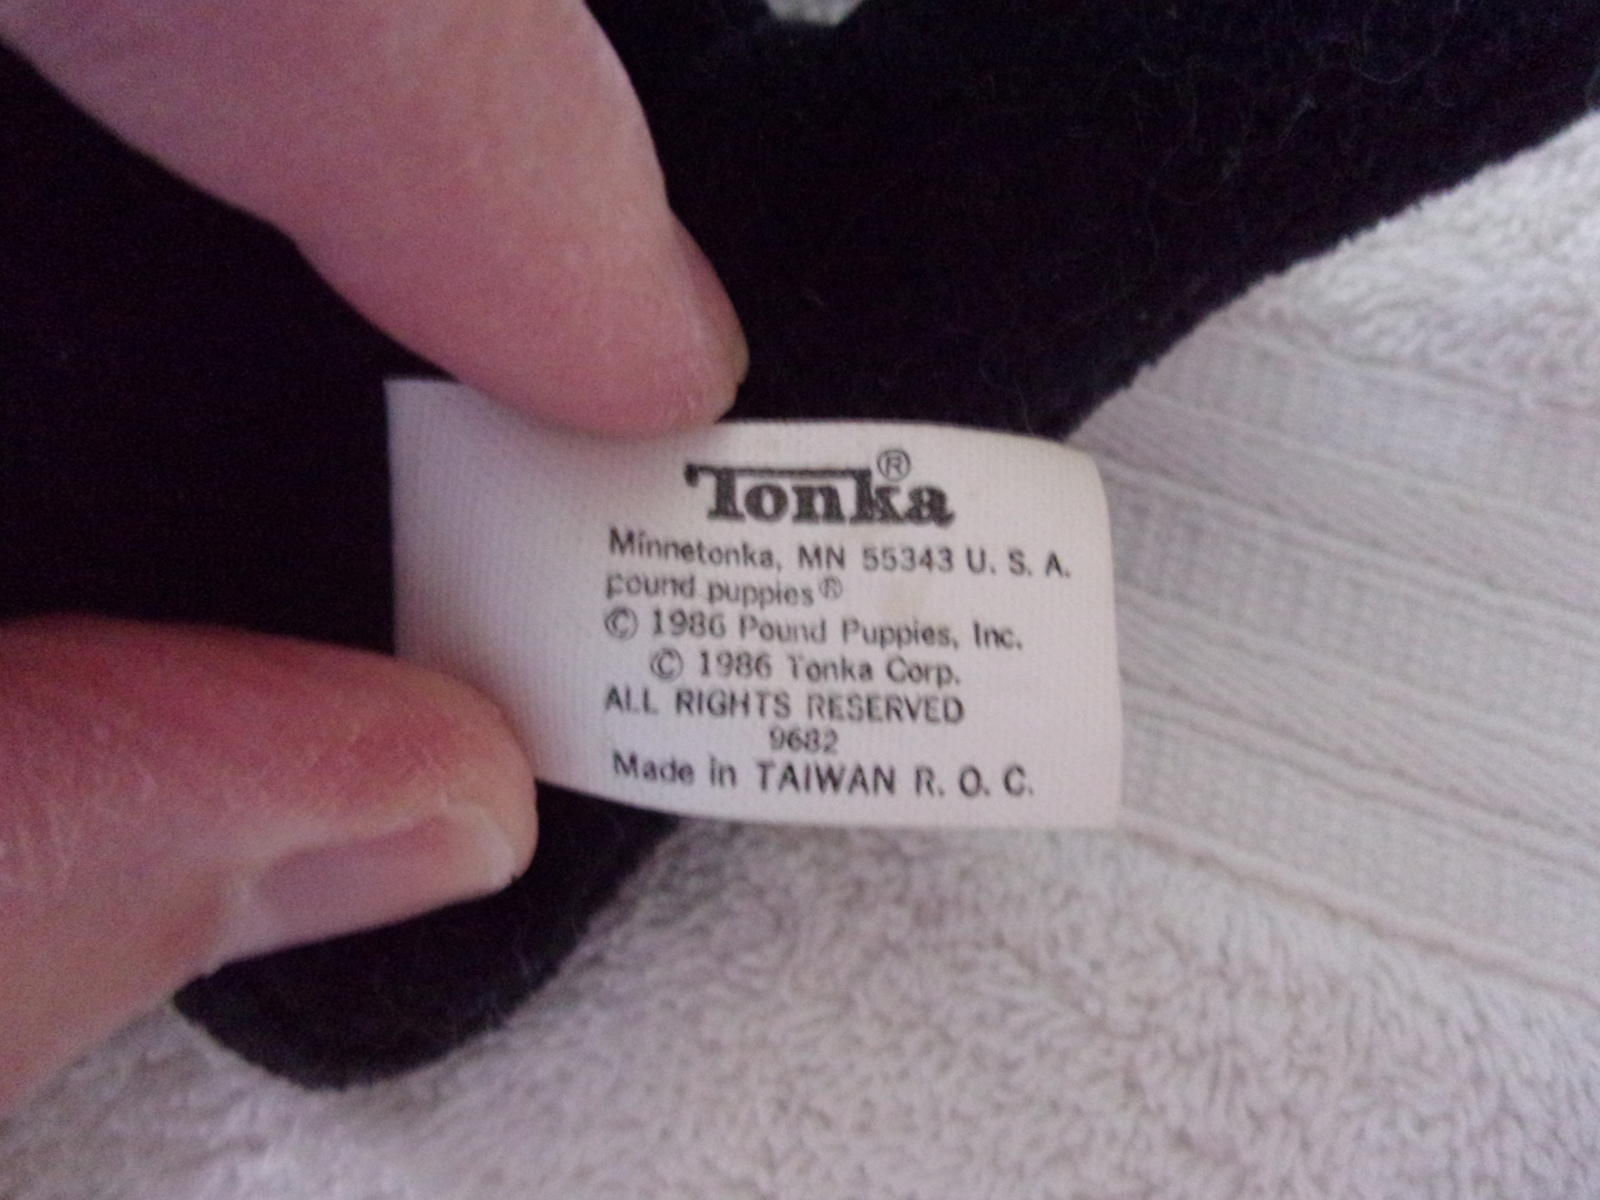 Tonka®
Minnetonka, MN 55343 U. S. A.
pound puppies®
© 1986 Pound Puppies, Inc.
© 1986 Tonka Corp.
ALL RIGHTS RESERVED
9682
Made in TAIWAN R. O. C.